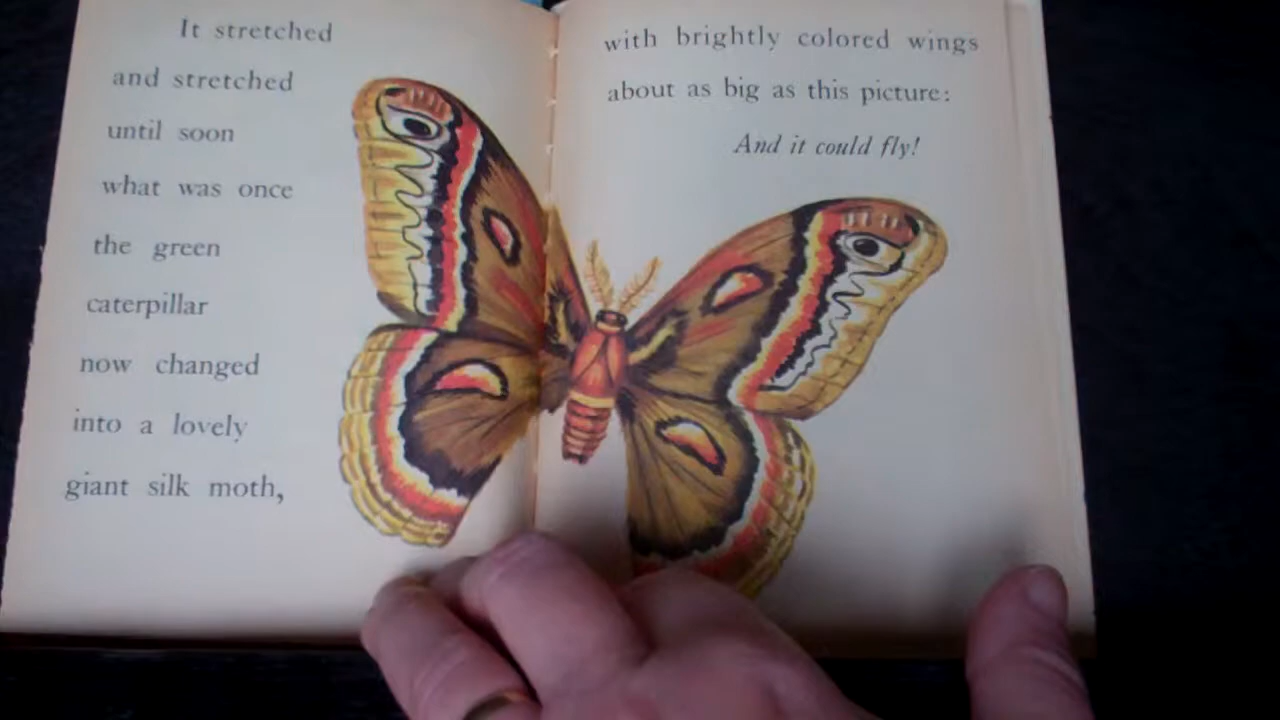 It stretched
and stretched
until soon
what was once
the green
caterpillar
now changed
into a lovely
giant silk moth,
with brightly colored wings
about as big as this picture:
And it could fly!